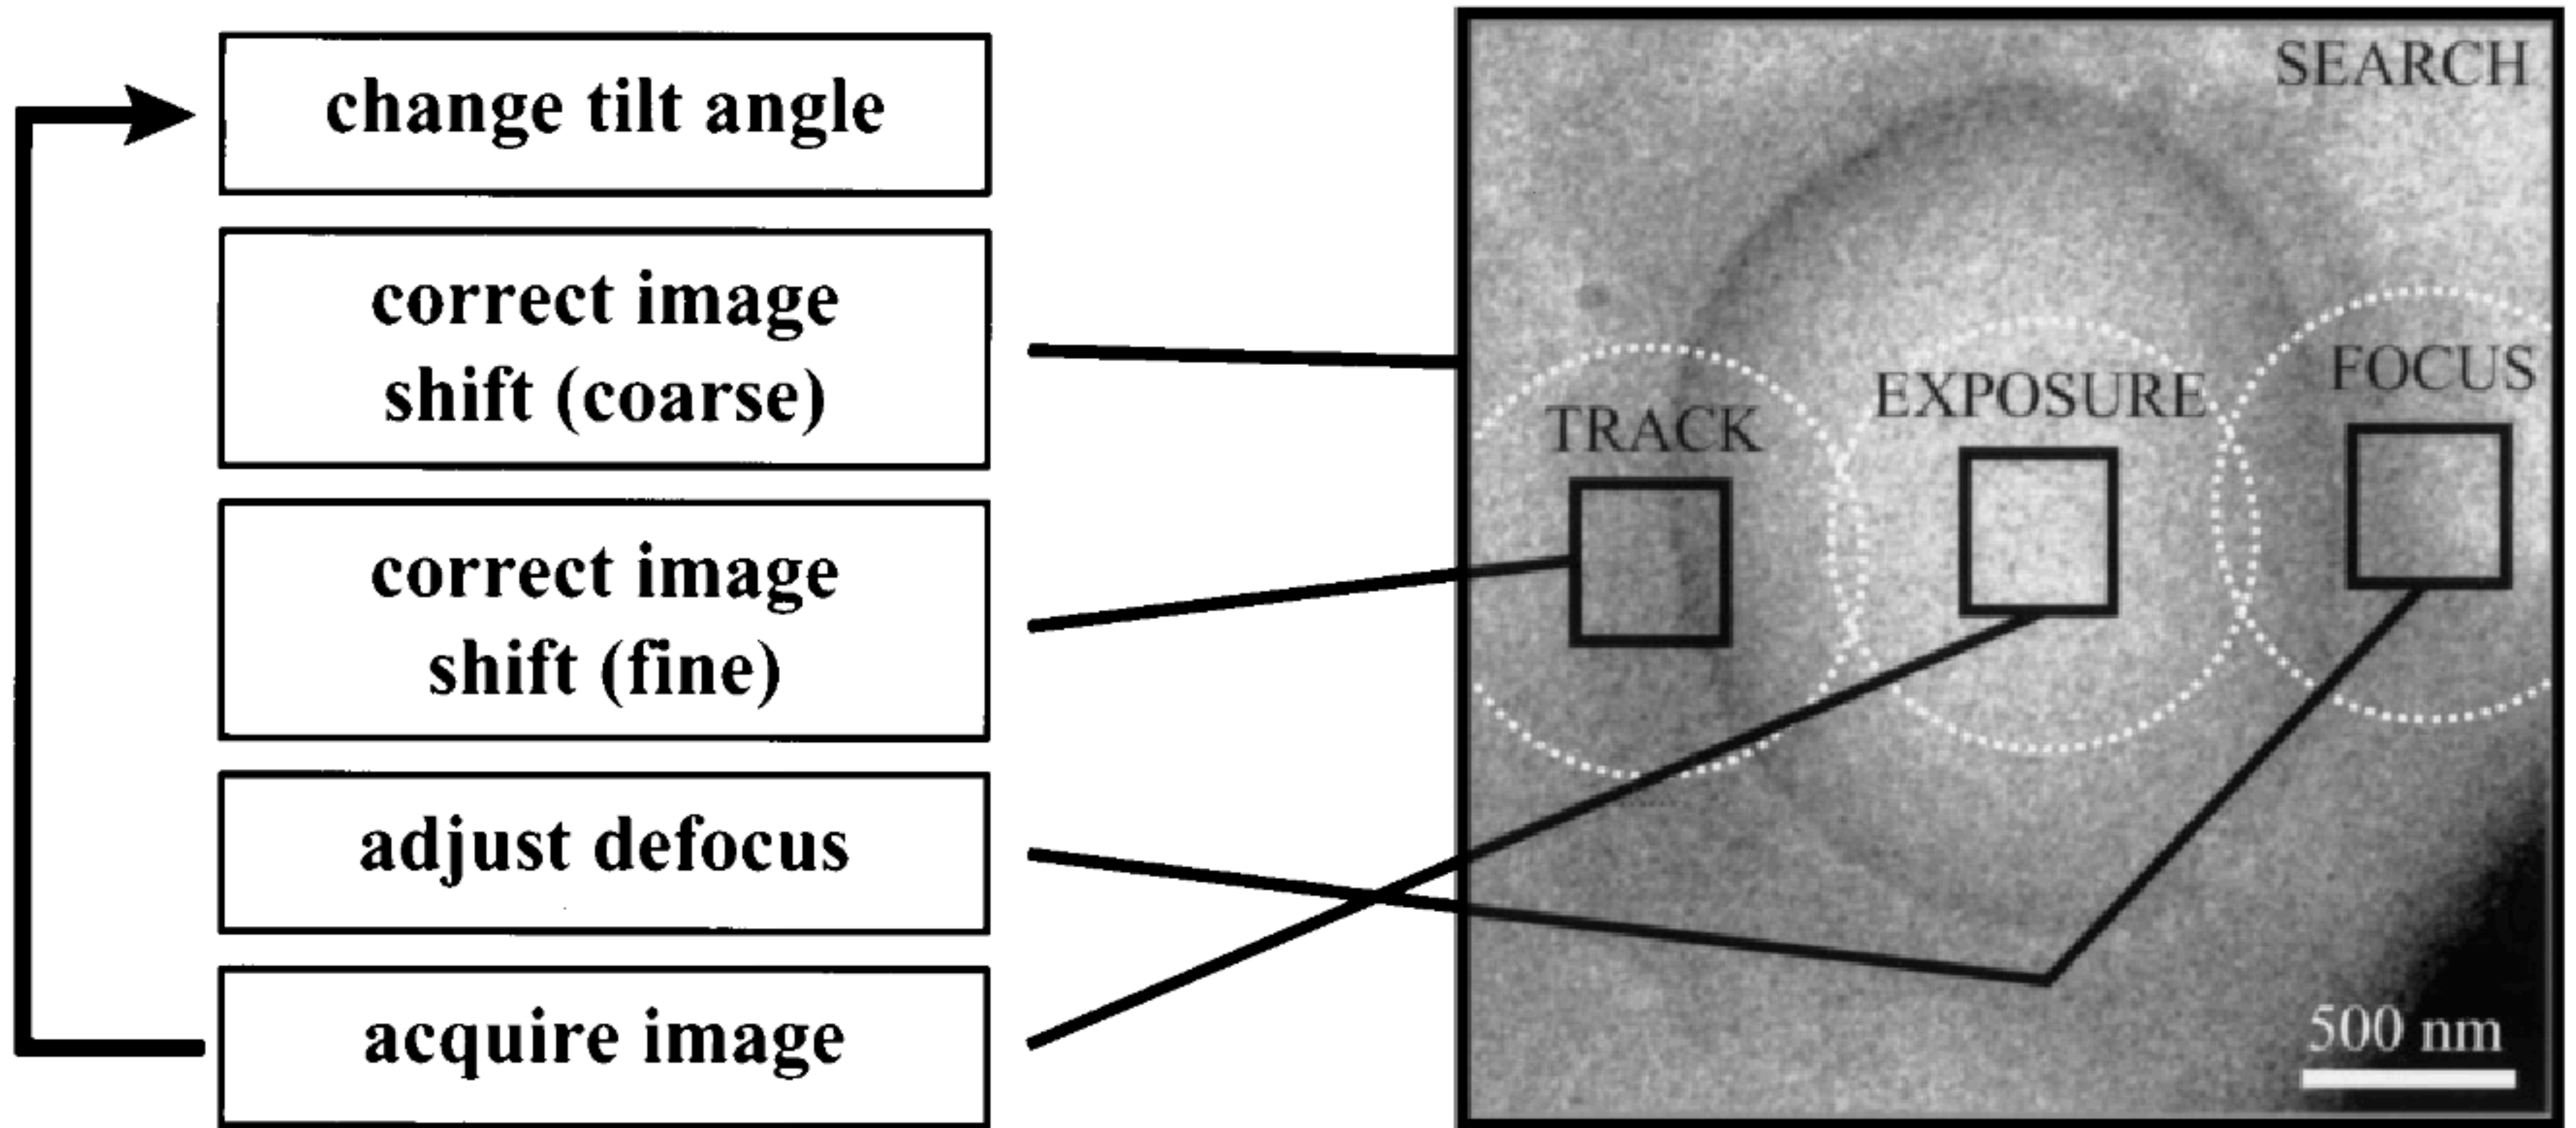 change tilt angle
correct image
shift (coarse)
correct image
shift (fine)
adjust defocus
acquire image
SEARCH
TRACK
EXPOSURE
FOCUS
500 nm